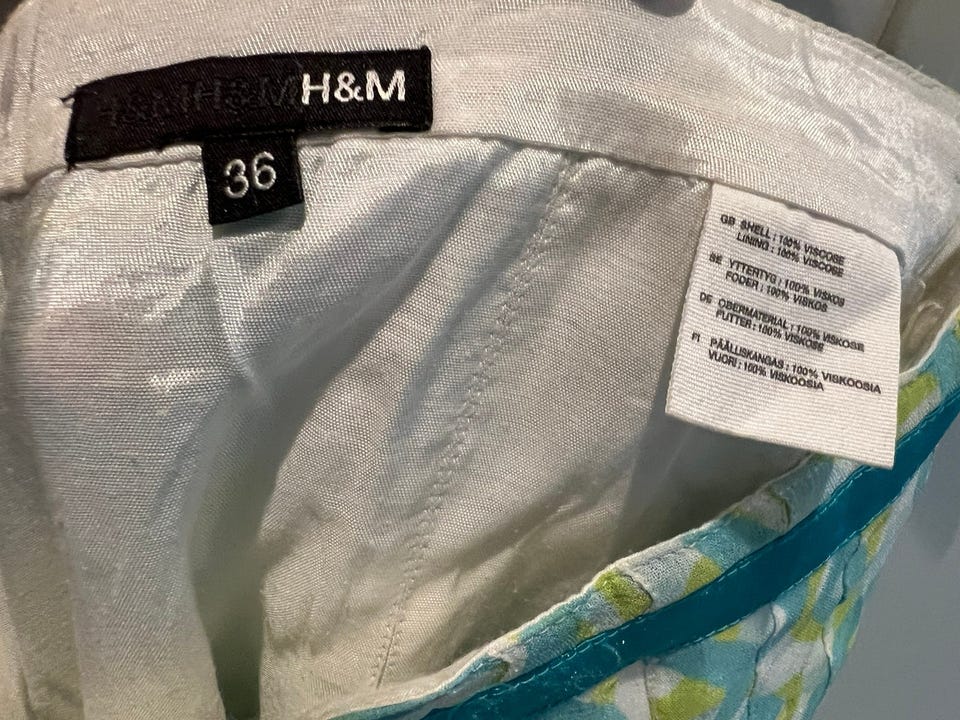 H&M H&M H&M
36
GB SHELL : 100% VISCOSE
LINING : 100% VISCOSE
SE YTTERTYG : 100% VISKOS
FODER : 100% VISKOS
DE OBERMATERIAL : 100% VISKOSE
FUTTER : 100% VISKOSE
FI PÄÄLLISKANGAS : 100% VISKOOSIA
VUORI : 100% VISKOOSIA